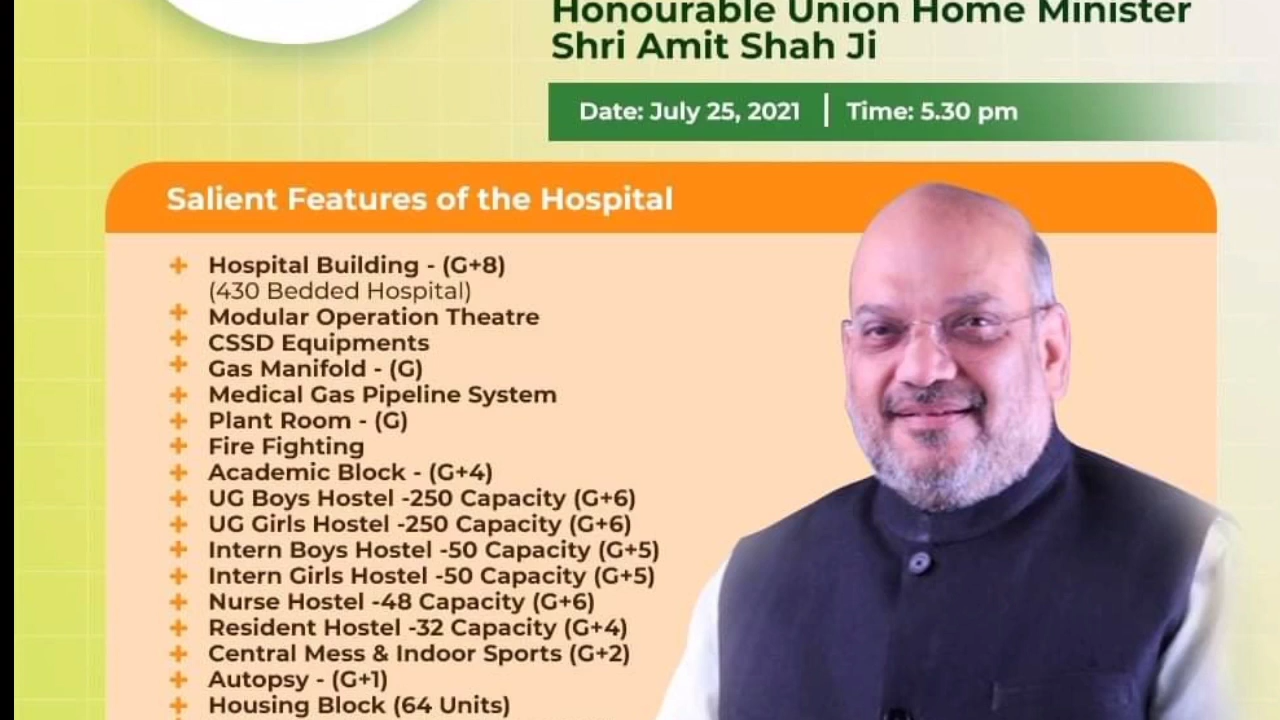 Honourable Union Home Minister
Shri Amit Shah Ji
Date: July 25, 2021 | Time: 5.30 pm
Salient Features of the Hospital
+ Hospital Building - (G+8)
(430 Bedded Hospital)
+ Modular Operation Theatre
+ CSSD Equipments
+ Gas Manifold - (G)
+ Medical Gas Pipeline System
+ Plant Room - (G)
+ Fire Fighting
+ Academic Block - (G+4)
+ UG Boys Hostel -250 Capacity (G+6)
+ UG Girls Hostel -250 Capacity (G+6)
+ Intern Boys Hostel -50 Capacity (G+5)
+ Intern Girls Hostel -50 Capacity (G+5)
+ Nurse Hostel -48 Capacity (G+6)
+ Resident Hostel -32 Capacity (G+4)
+ Central Mess & Indoor Sports (G+2)
+ Autopsy - (G+1)
+ Housing Block (64 Units)